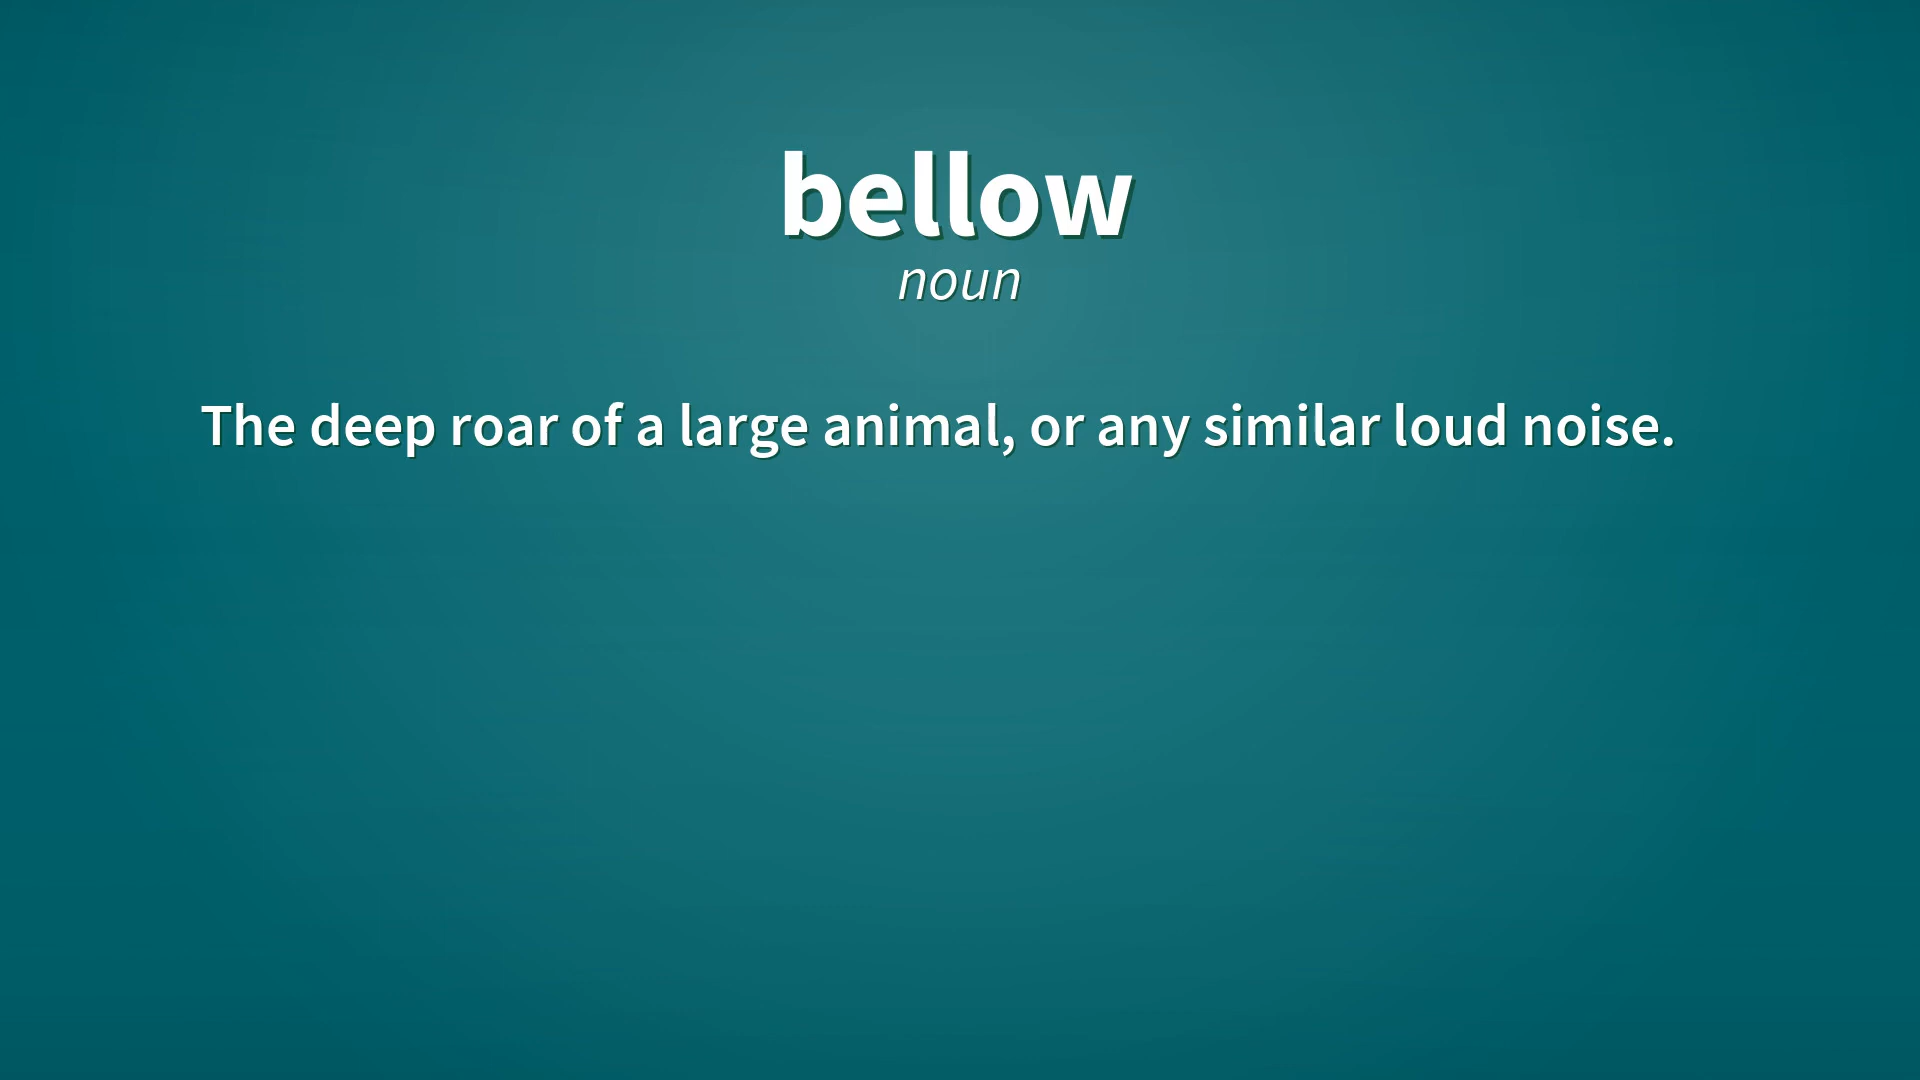 bellow
noun
The deep roar of a large animal, or any similar loud noise.